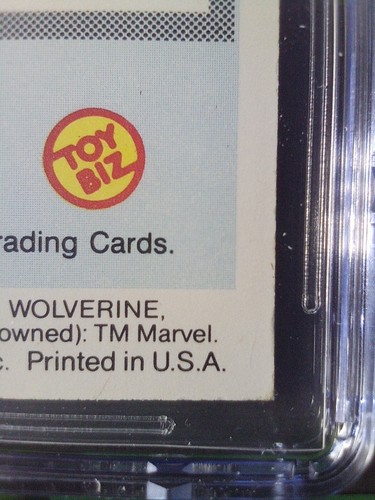 TOY
BIZ
rading Cards.
WOLVERINE,
owned): TM Marvel.
c. Printed in U.S.A.